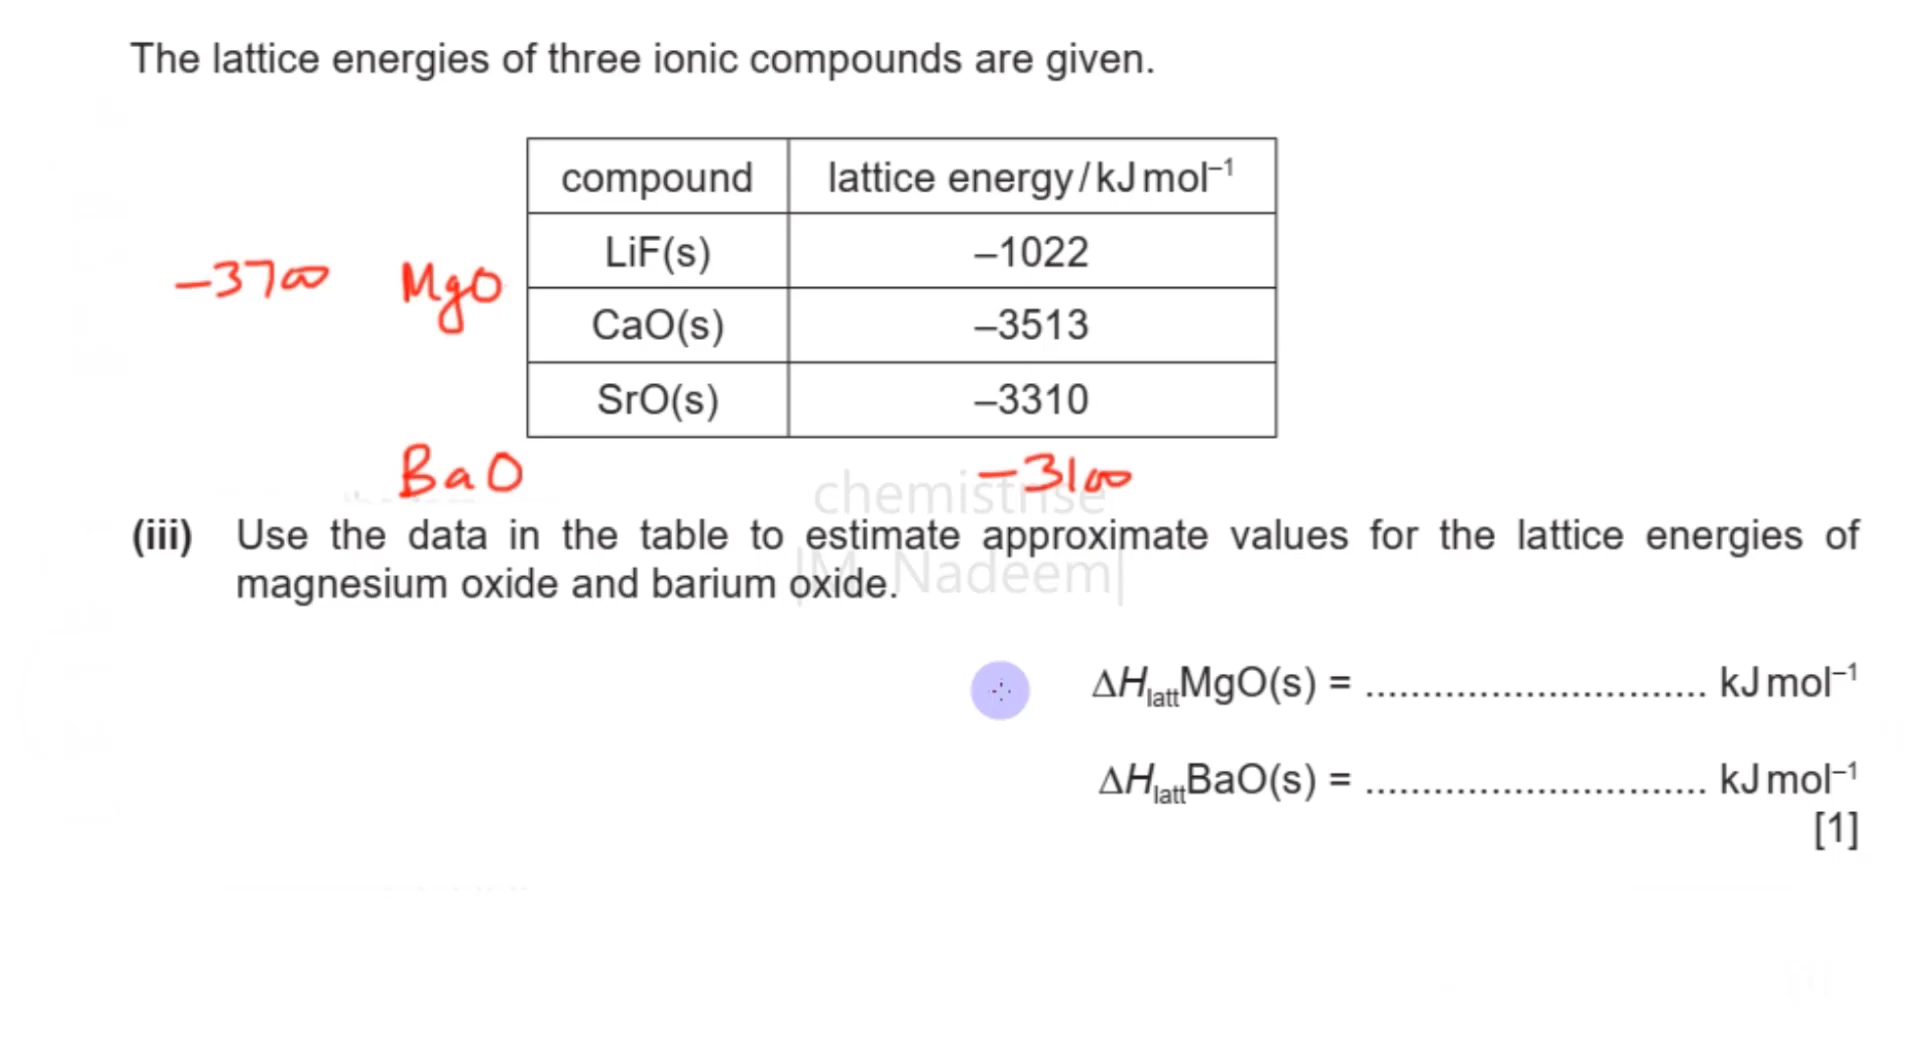 The lattice energies of three ionic compounds are given.
compound lattice energy/kJ mol⁻¹
LiF(s) –1022
-3700 MgO
CaO(s) –3513
SrO(s) –3310
BaO -3100
chemistrise
(iii) Use the data in the table to estimate approximate values for the lattice energies of
magnesium oxide and barium oxide.
|M. Nadeem|
ΔHlattMgO(s) = .............................. kJ mol⁻¹
ΔHlattBaO(s) = .............................. kJ mol⁻¹
[1]